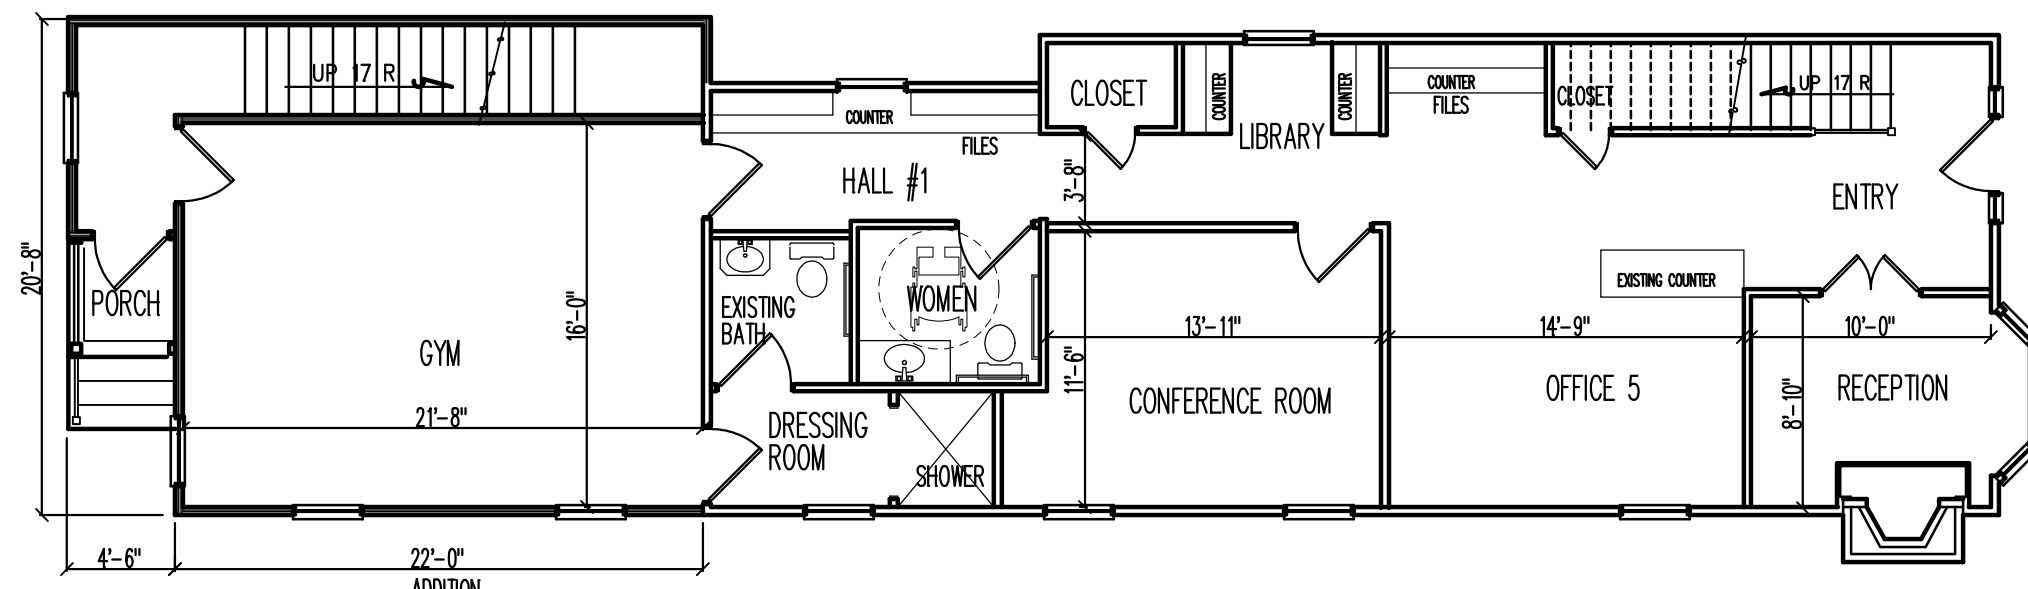 UP 17 R
CLOSET
COUNTER
COUNTER
COUNTER
FILES
CLOSET
UP 17 R
COUNTER
FILES
LIBRARY
HALL #1
3'-8"
ENTRY
20'-8"
PORCH
16'-0"
EXISTING
BATH
WOMEN
EXISTING COUNTER
13'-11"
14'-9"
10'-0"
GYM
11'-6"
CONFERENCE ROOM
OFFICE 5
RECEPTION
8'-10"
21'-8"
DRESSING
ROOM
SHOWER
4'-6"
22'-0"
ADDITION